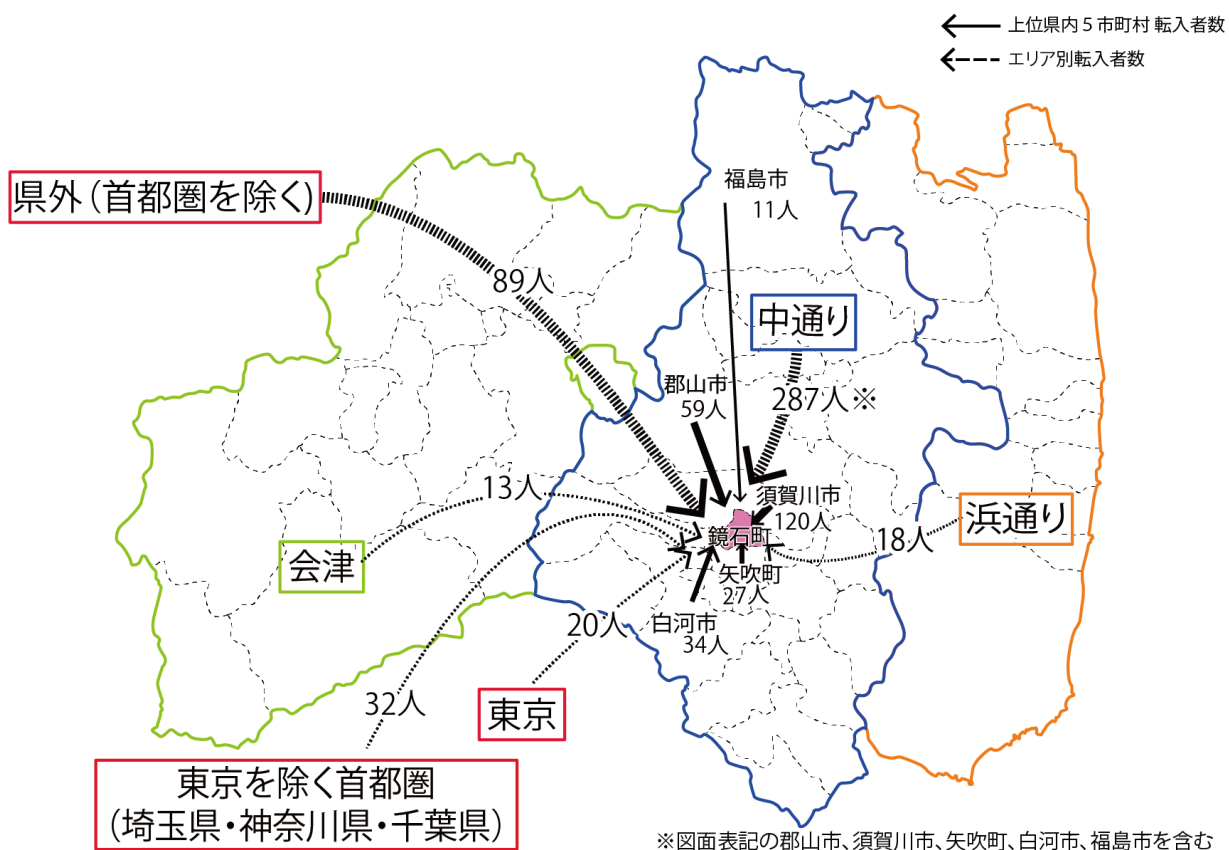 上位県内5市町村 転入者数
エリア別転入者数
福島市
11人
県外(首都圏を除く)
89人
中通り
287人※
郡山市
59人
須賀川市
120人
13人
鏡石町
浜通り
18人
会津
矢吹町
27人
白河市
34人
20人
32人
東京
東京を除く首都圏
(埼玉県・神奈川県・千葉県)
※図面表記の郡山市、須賀川市、矢吹町、白河市、福島市を含む